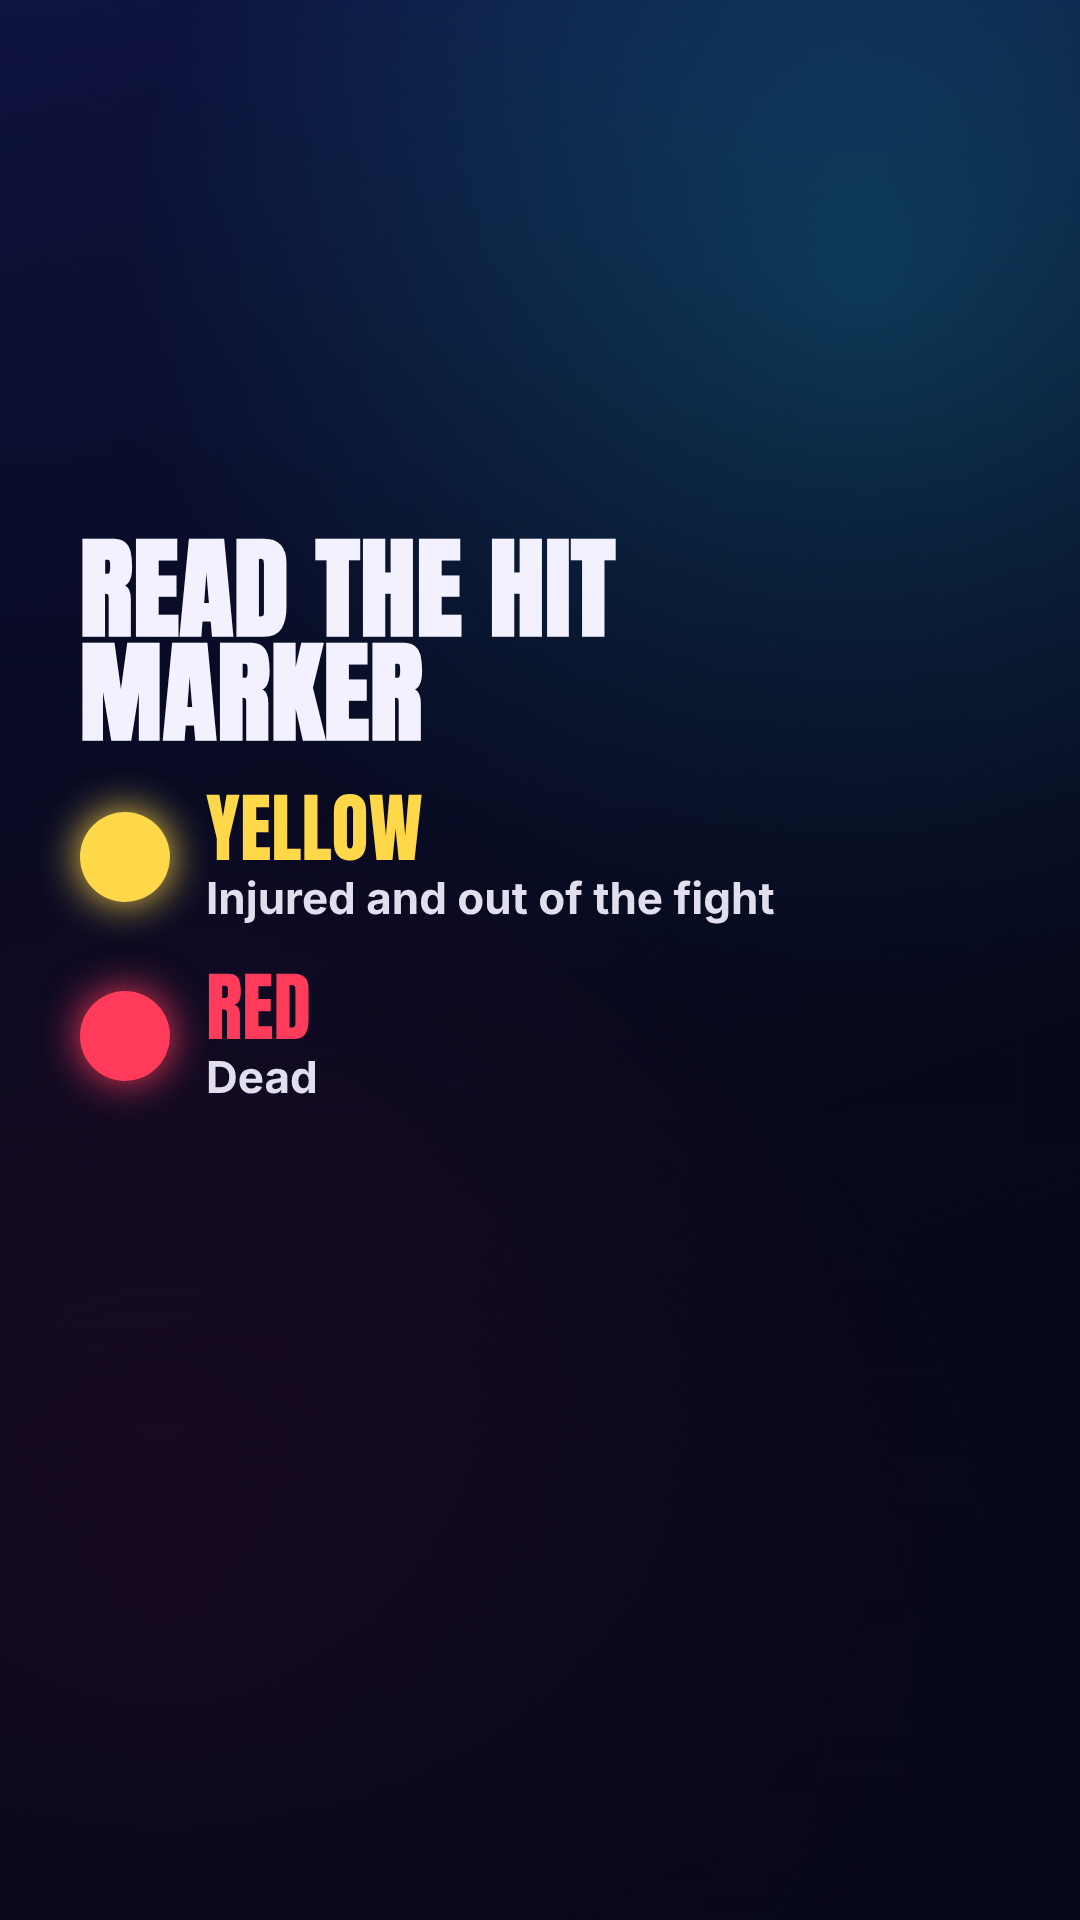 READ THE HIT
MARKER
YELLOW
Injured and out of the fight
RED
Dead